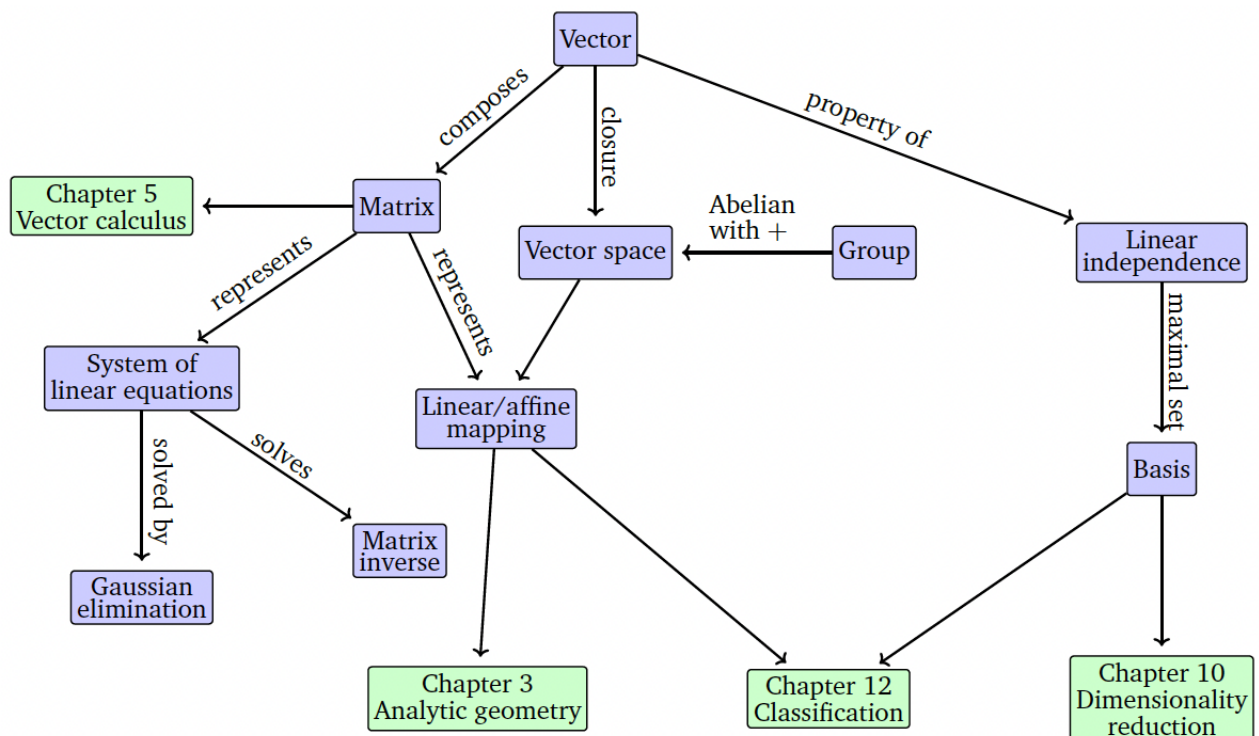 Vector
composes
closure
property of
Chapter 5
Vector calculus
Matrix
Abelian
with +
Vector space
Group
Linear
independence
represents
represents
maximal set
System of
linear equations
Linear/affine
mapping
solved by
solves
Basis
Matrix
inverse
Gaussian
elimination
Chapter 3
Analytic geometry
Chapter 12
Classification
Chapter 10
Dimensionality
reduction